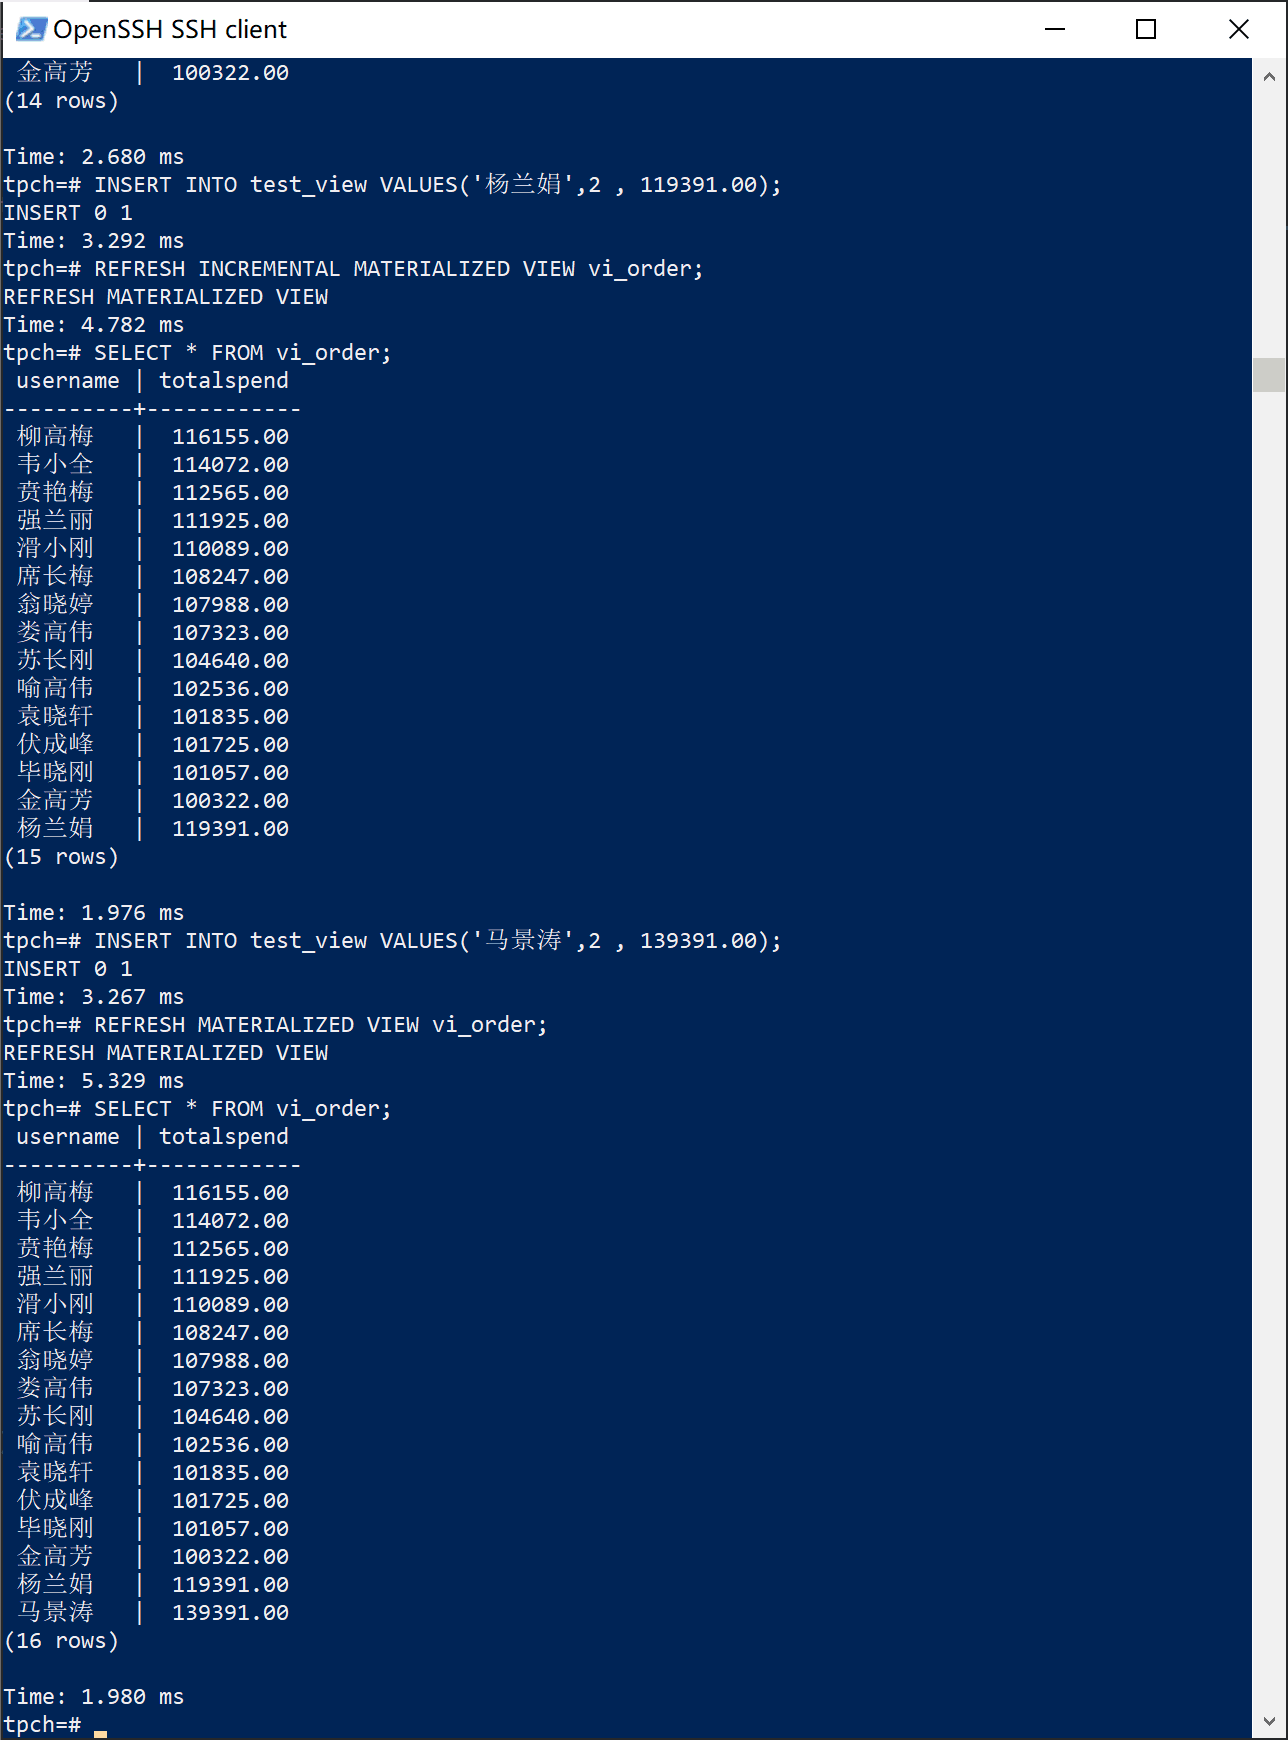 OpenSSH SSH client
金高芳 | 100322.00
(14 rows)
Time: 2.680 ms
tpch=# INSERT INTO test_view VALUES('杨兰娟',2 , 119391.00);
INSERT 0 1
Time: 3.292 ms
tpch=# REFRESH INCREMENTAL MATERIALIZED VIEW vi_order;
REFRESH MATERIALIZED VIEW
Time: 4.782 ms
tpch=# SELECT * FROM vi_order;
username | totalspend
----------+------------
柳高梅 | 116155.00
韦小全 | 114072.00
贲艳梅 | 112565.00
强兰丽 | 111925.00
滑小刚 | 110089.00
席长梅 | 108247.00
翁晓婷 | 107988.00
娄高伟 | 107323.00
苏长刚 | 104640.00
喻高伟 | 102536.00
袁晓轩 | 101835.00
伏成峰 | 101725.00
毕晓刚 | 101057.00
金高芳 | 100322.00
杨兰娟 | 119391.00
(15 rows)
Time: 1.976 ms
tpch=# INSERT INTO test_view VALUES('马景涛',2 , 139391.00);
INSERT 0 1
Time: 3.267 ms
tpch=# REFRESH MATERIALIZED VIEW vi_order;
REFRESH MATERIALIZED VIEW
Time: 5.329 ms
tpch=# SELECT * FROM vi_order;
username | totalspend
----------+------------
柳高梅 | 116155.00
韦小全 | 114072.00
贲艳梅 | 112565.00
强兰丽 | 111925.00
滑小刚 | 110089.00
席长梅 | 108247.00
翁晓婷 | 107988.00
娄高伟 | 107323.00
苏长刚 | 104640.00
喻高伟 | 102536.00
袁晓轩 | 101835.00
伏成峰 | 101725.00
毕晓刚 | 101057.00
金高芳 | 100322.00
杨兰娟 | 119391.00
马景涛 | 139391.00
(16 rows)
Time: 1.980 ms
tpch=#